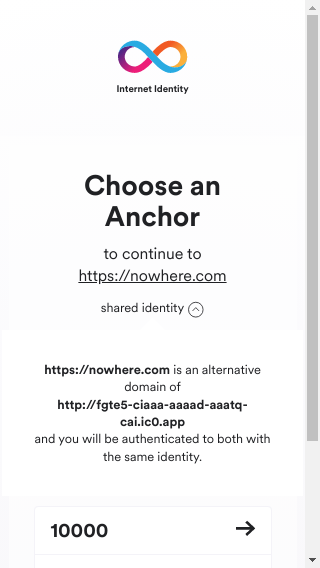 Internet Identity
Choose an
Anchor
to continue to
https://nowhere.com
shared identity
https://nowhere.com is an alternative
domain of
http://fgte5-ciaaa-aaaad-aaatq-
cai.ic0.app
and you will be authenticated to both with
the same identity.
10000